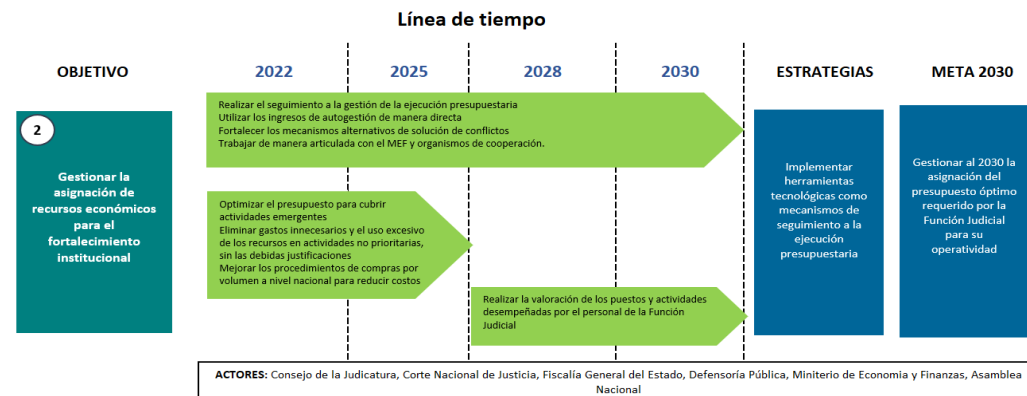 Línea de tiempo
OBJETIVO
2022
2025
2028
2030
ESTRATEGIAS
META 2030
2
Gestionar la
asignación de
recursos económicos
para el
fortalecimiento
institucional
Realizar el seguimiento a la gestión de la ejecución presupuestaria
Utilizar los ingresos de autogestión de manera directa
Fortalecer los mecanismos alternativos de solución de conflictos
Trabajar de manera articulada con el MEF y organismos de cooperación.
Optimizar el presupuesto para cubrir
actividades emergentes
Eliminar gastos innecesarios y el uso excesivo
de los recursos en actividades no prioritarias,
sin las debidas justificaciones
Mejorar los procedimientos de compras por
volumen a nivel nacional para reducir costos
Realizar la valoración de los puestos y actividades
desempeñadas por el personal de la Función
Judicial
Implementar
herramientas
tecnológicas como
mecanismos de
seguimiento a la
ejecución
presupuestaria
Gestionar al 2030 la
asignación del
presupuesto óptimo
requerido por la
Función Judicial
para su
operatividad
ACTORES: Consejo de la Judicatura, Corte Nacional de Justicia, Fiscalía General del Estado, Defensoría Pública, Miniterio de Economia y Finanzas, Asamblea
Nacional